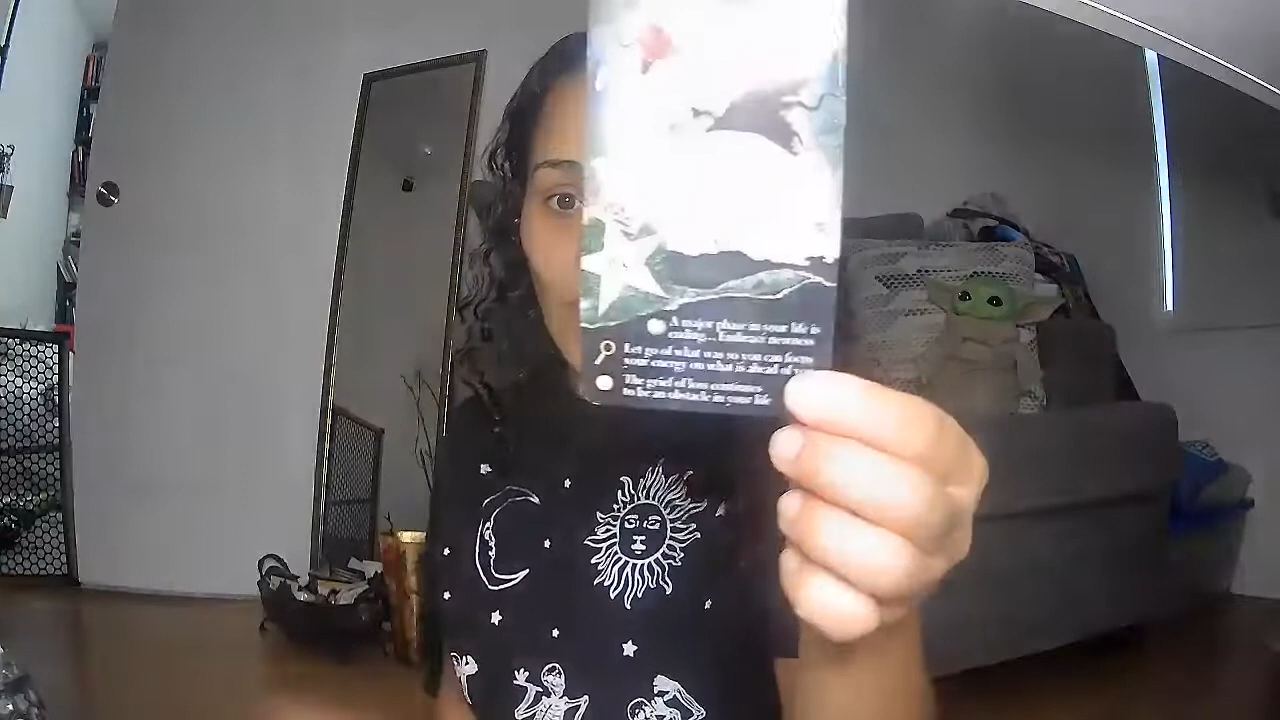 A major phase in your life is
ending... Embrace newness
Let go of what was so you can focus
your energy on what is ahead of you
The grief of loss continues
to be an obstacle in your life